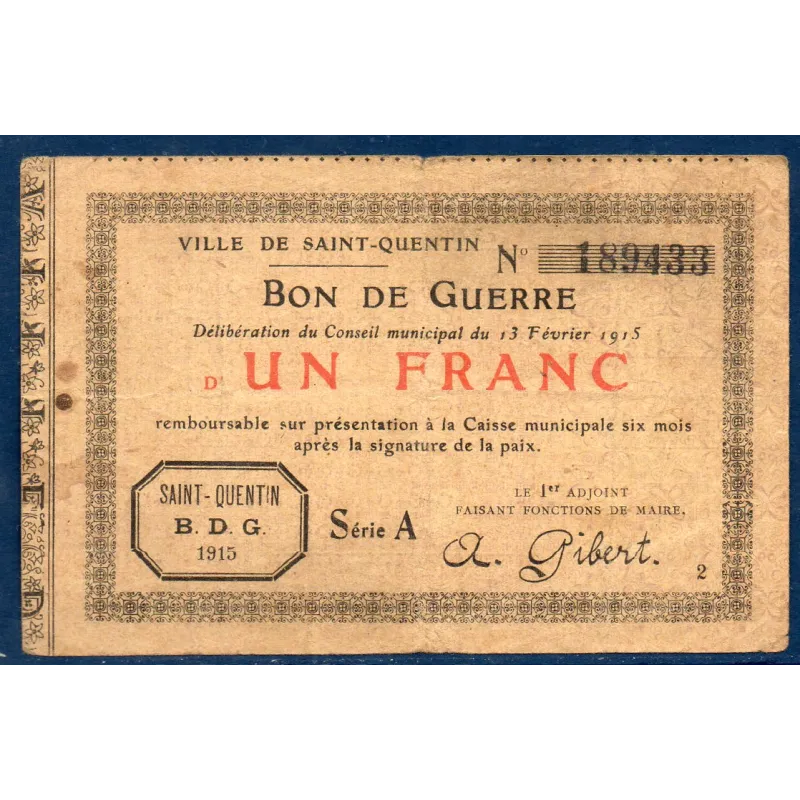 VILLE DE SAINT-QUENTIN Nº 189433
BON DE GUERRE
Délibération du Conseil municipal du 13 Février 1915
D' UN FRANC
remboursable sur présentation à la Caisse municipale six mois
après la signature de la paix.
SAINT-QUENTIN
B. D. G.
1915
Série A
LE 1er ADJOINT
FAISANT FONCTIONS DE MAIRE,
A. Gibert.
2